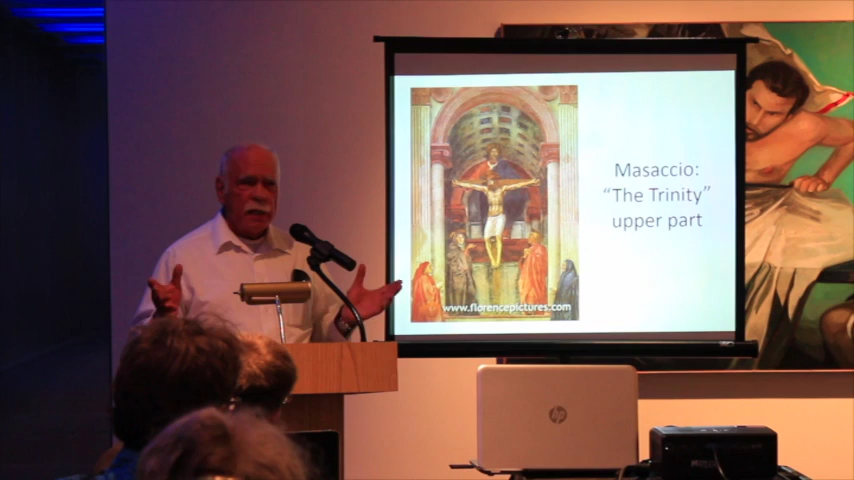 Masaccio:
“The Trinity”
upper part
www.florencepictures.com
hp